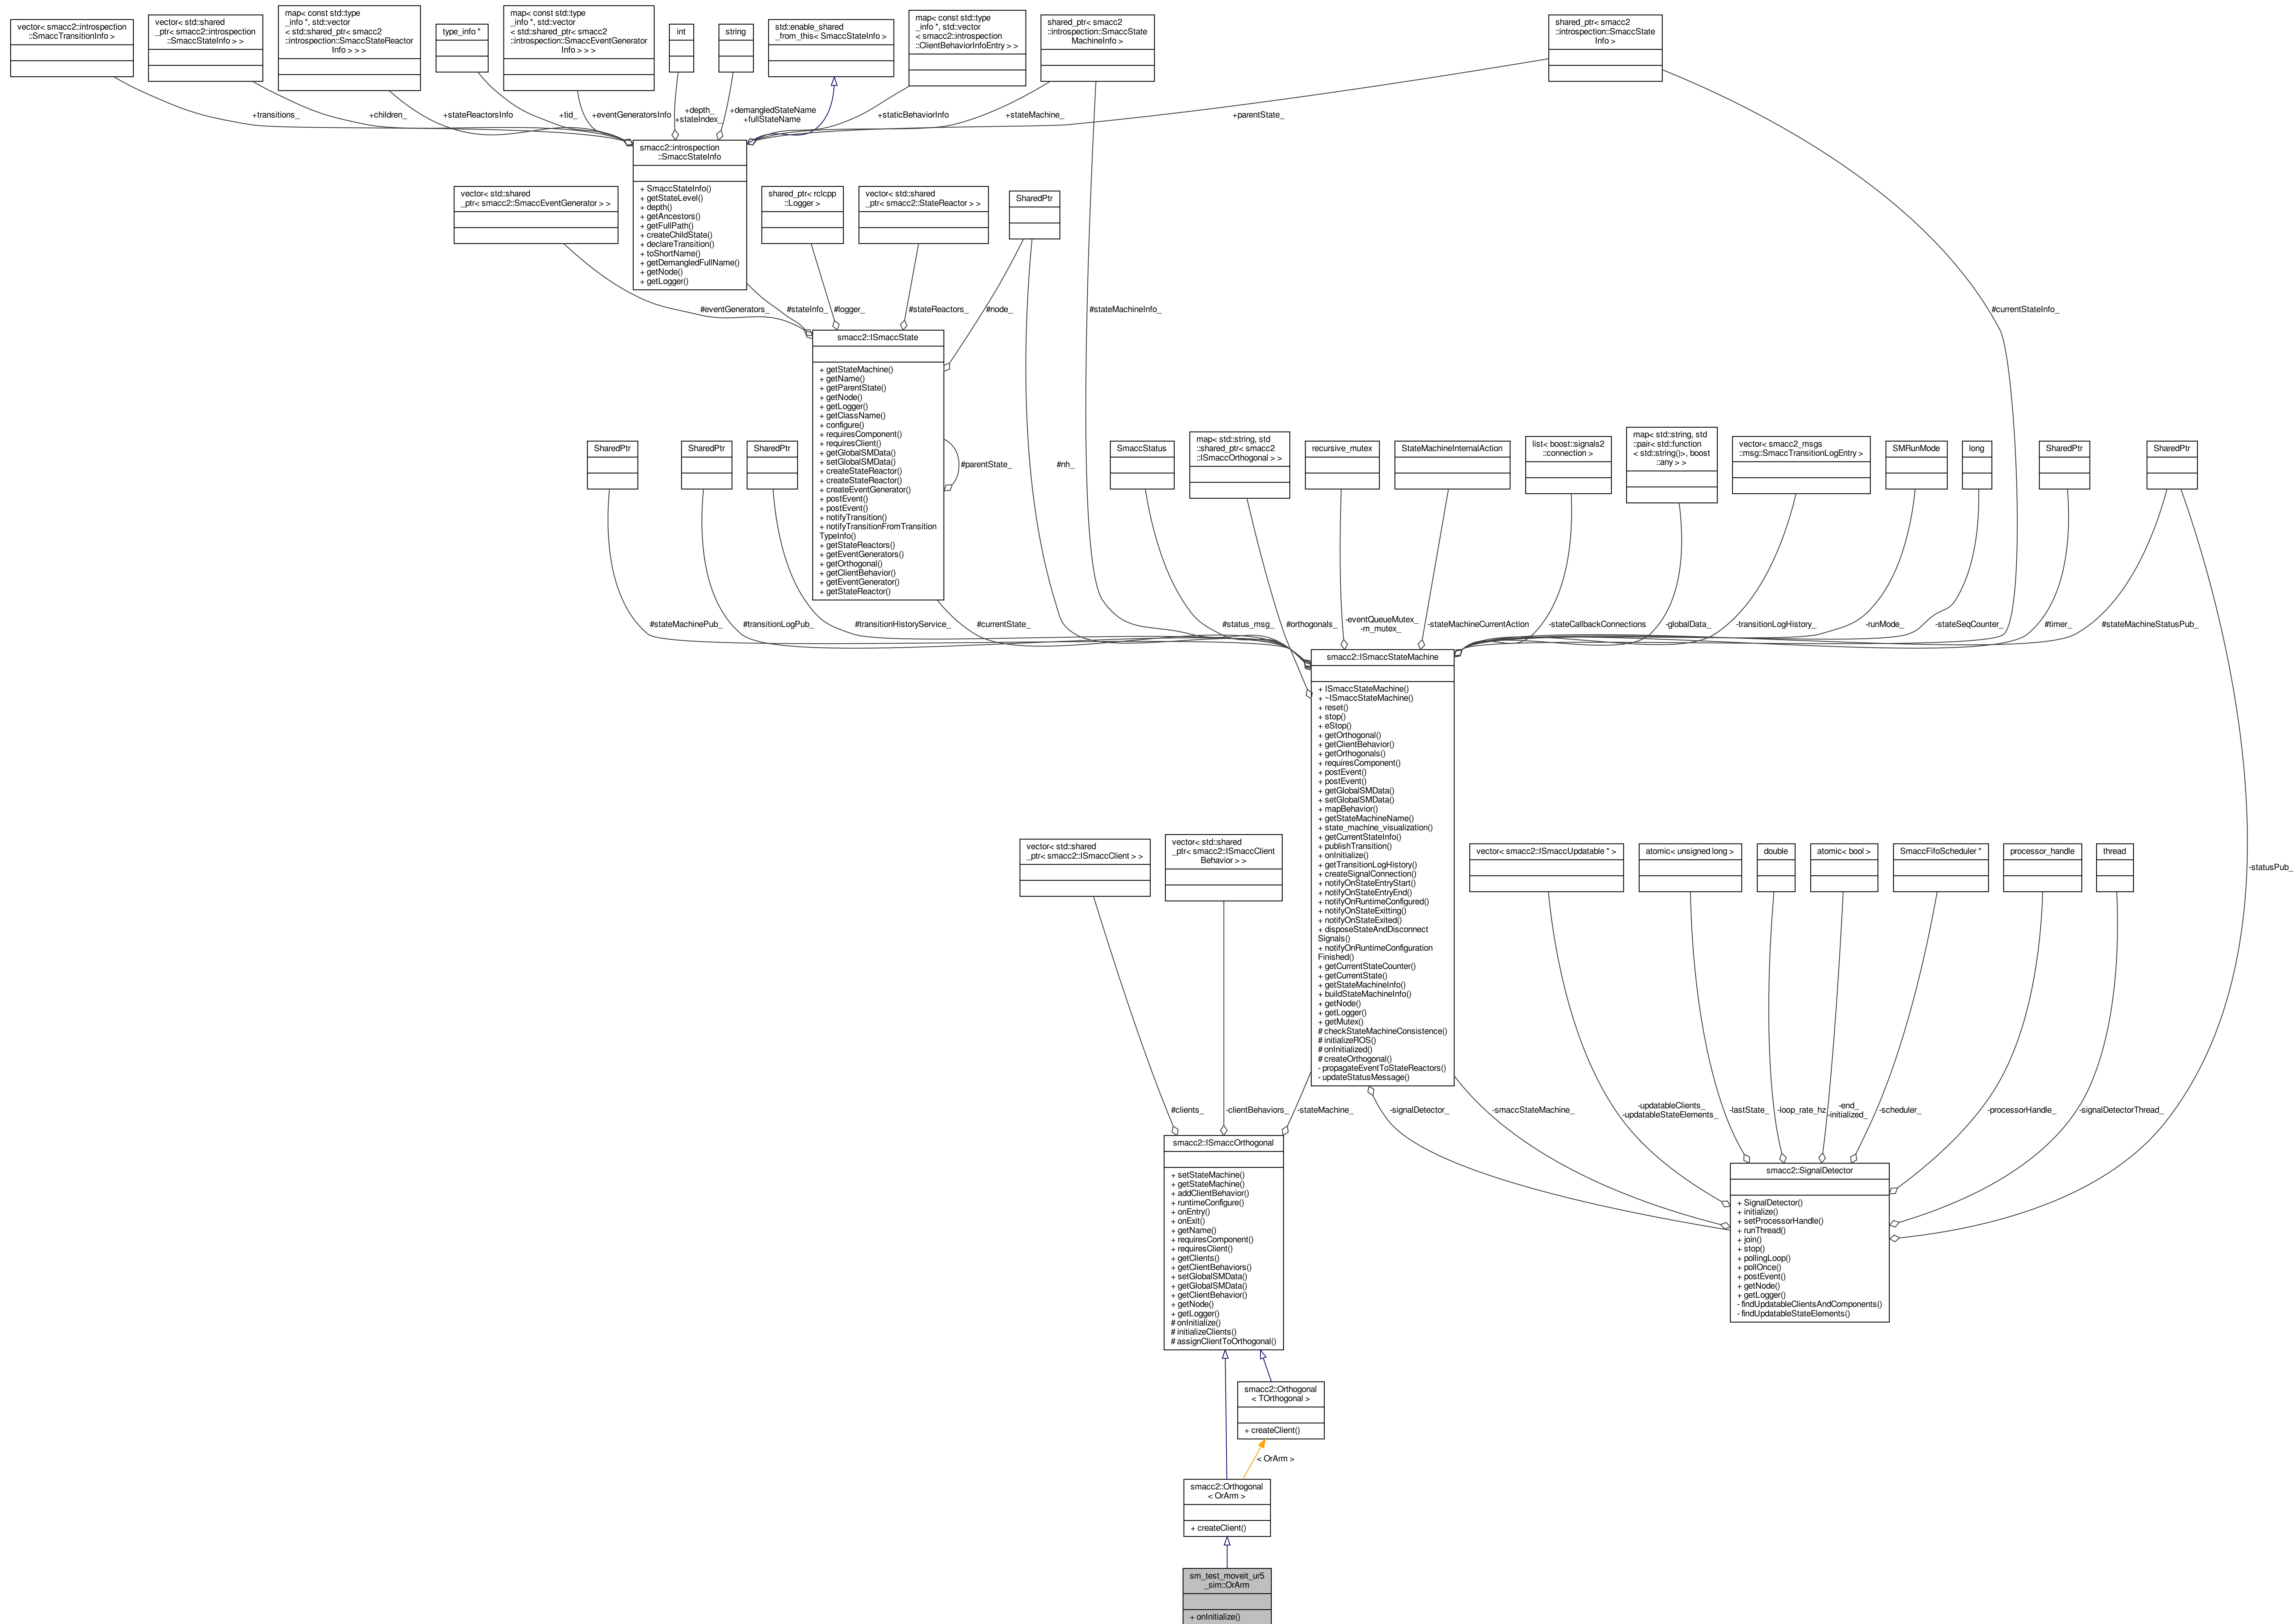 vector< smacc2::introspection
::SmaccTransitionInfo >
vector< std::shared
_ptr< smacc2::introspection
::SmaccStateInfo > >
map< const std::type
_info *, std::vector
< std::shared_ptr< smacc2
::introspection::SmaccStateReactor
Info > > >
type_info *
map< const std::type
_info *, std::vector
< std::shared_ptr< smacc2
::introspection::SmaccEventGenerator
Info > > >
int
string
std::enable_shared
_from_this< SmaccStateInfo >
map< const std::type
_info *, std::vector
< smacc2::introspection
::ClientBehaviorInfoEntry > >
shared_ptr< smacc2
::introspection::SmaccState
MachineInfo >
shared_ptr< smacc2
::introspection::SmaccState
Info >
+transitions_
+children_
+stateReactorsInfo
+tid_
+eventGeneratorsInfo
+depth_
+stateIndex_
+demangledStateName
+fullStateName
+staticBehaviorInfo
+stateMachine_
+parentState_
smacc2::introspection
::SmaccStateInfo
+ SmaccStateInfo()
+ getStateLevel()
+ depth()
+ getAncestors()
+ getFullPath()
+ createChildState()
+ declareTransition()
+ toShortName()
+ getDemangledFullName()
+ getNode()
+ getLogger()
vector< std::shared
_ptr< smacc2::SmaccEventGenerator > >
shared_ptr< rclcpp
::Logger >
vector< std::shared
_ptr< smacc2::StateReactor > >
SharedPtr
#eventGenerators_
#stateInfo_
#logger_
#stateReactors_
#node_
#stateMachineInfo_
#currentStateInfo_
smacc2::ISmaccState
+ getStateMachine()
+ getName()
+ getParentState()
+ getNode()
+ getLogger()
+ getClassName()
+ configure()
+ requiresComponent()
+ requiresClient()
+ getGlobalSMData()
+ setGlobalSMData()
+ createStateReactor()
+ createStateReactor()
+ createEventGenerator()
+ postEvent()
+ postEvent()
+ notifyTransition()
+ notifyTransitionFromTransition
TypeInfo()
+ getStateReactors()
+ getEventGenerators()
+ getOrthogonal()
+ getClientBehavior()
+ getEventGenerator()
+ getStateReactor()
#parentState_
#nh_
SharedPtr
SharedPtr
SharedPtr
SmaccStatus
map< std::string, std
::shared_ptr< smacc2
::ISmaccOrthogonal > >
recursive_mutex
StateMachineInternalAction
list< boost::signals2
::connection >
map< std::string, std
::pair< std::function
< std::string()>, boost
::any > >
vector< smacc2_msgs
::msg::SmaccTransitionLogEntry >
SMRunMode
long
SharedPtr
SharedPtr
#stateMachinePub_
#transitionLogPub_
#transitionHistoryService_
#currentState_
#status_msg_
#orthogonals_
-eventQueueMutex_
-m_mutex_
-stateMachineCurrentAction
-stateCallbackConnections
-globalData_
-transitionLogHistory_
-runMode_
-stateSeqCounter_
#timer_
#stateMachineStatusPub_
smacc2::ISmaccStateMachine
+ ISmaccStateMachine()
+ ~ISmaccStateMachine()
+ reset()
+ stop()
+ eStop()
+ getOrthogonal()
+ getClientBehavior()
+ getOrthogonals()
+ requiresComponent()
+ postEvent()
+ postEvent()
+ getGlobalSMData()
+ setGlobalSMData()
+ mapBehavior()
+ getStateMachineName()
+ state_machine_visualization()
+ getCurrentStateInfo()
+ publishTransition()
+ onInitialize()
+ getTransitionLogHistory()
+ createSignalConnection()
+ notifyOnStateEntryStart()
+ notifyOnStateEntryEnd()
+ notifyOnRuntimeConfigured()
+ notifyOnStateExitting()
+ notifyOnStateExited()
+ disposeStateAndDisconnect
Signals()
+ notifyOnRuntimeConfiguration
Finished()
+ getCurrentStateCounter()
+ getCurrentState()
+ getStateMachineInfo()
+ buildStateMachineInfo()
+ getNode()
+ getLogger()
+ getMutex()
# checkStateMachineConsistence()
# initializeROS()
# onInitialized()
# createOrthogonal()
- propagateEventToStateReactors()
- updateStatusMessage()
vector< std::shared
_ptr< smacc2::ISmaccClient > >
vector< std::shared
_ptr< smacc2::ISmaccClient
Behavior > >
vector< smacc2::ISmaccUpdatable * >
atomic< unsigned long >
double
atomic< bool >
SmaccFifoScheduler *
processor_handle
thread
-statusPub_
#clients_
-clientBehaviors_
-stateMachine_
-signalDetector_
-smaccStateMachine_
-updatableClients_
-updatableStateElements_
-lastState_
-loop_rate_hz
-end_
-initialized_
-scheduler_
-processorHandle_
-signalDetectorThread_
smacc2::ISmaccOrthogonal
+ setStateMachine()
+ getStateMachine()
+ addClientBehavior()
+ runtimeConfigure()
+ onEntry()
+ onExit()
+ getName()
+ requiresComponent()
+ requiresClient()
+ getClients()
+ getClientBehaviors()
+ setGlobalSMData()
+ getGlobalSMData()
+ getClientBehavior()
+ getNode()
+ getLogger()
# onInitialize()
# initializeClients()
# assignClientToOrthogonal()
smacc2::SignalDetector
+ SignalDetector()
+ initialize()
+ setProcessorHandle()
+ runThread()
+ join()
+ stop()
+ pollingLoop()
+ pollOnce()
+ postEvent()
+ getNode()
+ getLogger()
- findUpdatableClientsAndComponents()
- findUpdatableStateElements()
smacc2::Orthogonal
< TOrthogonal >
+ createClient()
< OrArm >
smacc2::Orthogonal
< OrArm >
+ createClient()
sm_test_moveit_ur5
_sim::OrArm
+ onInitialize()